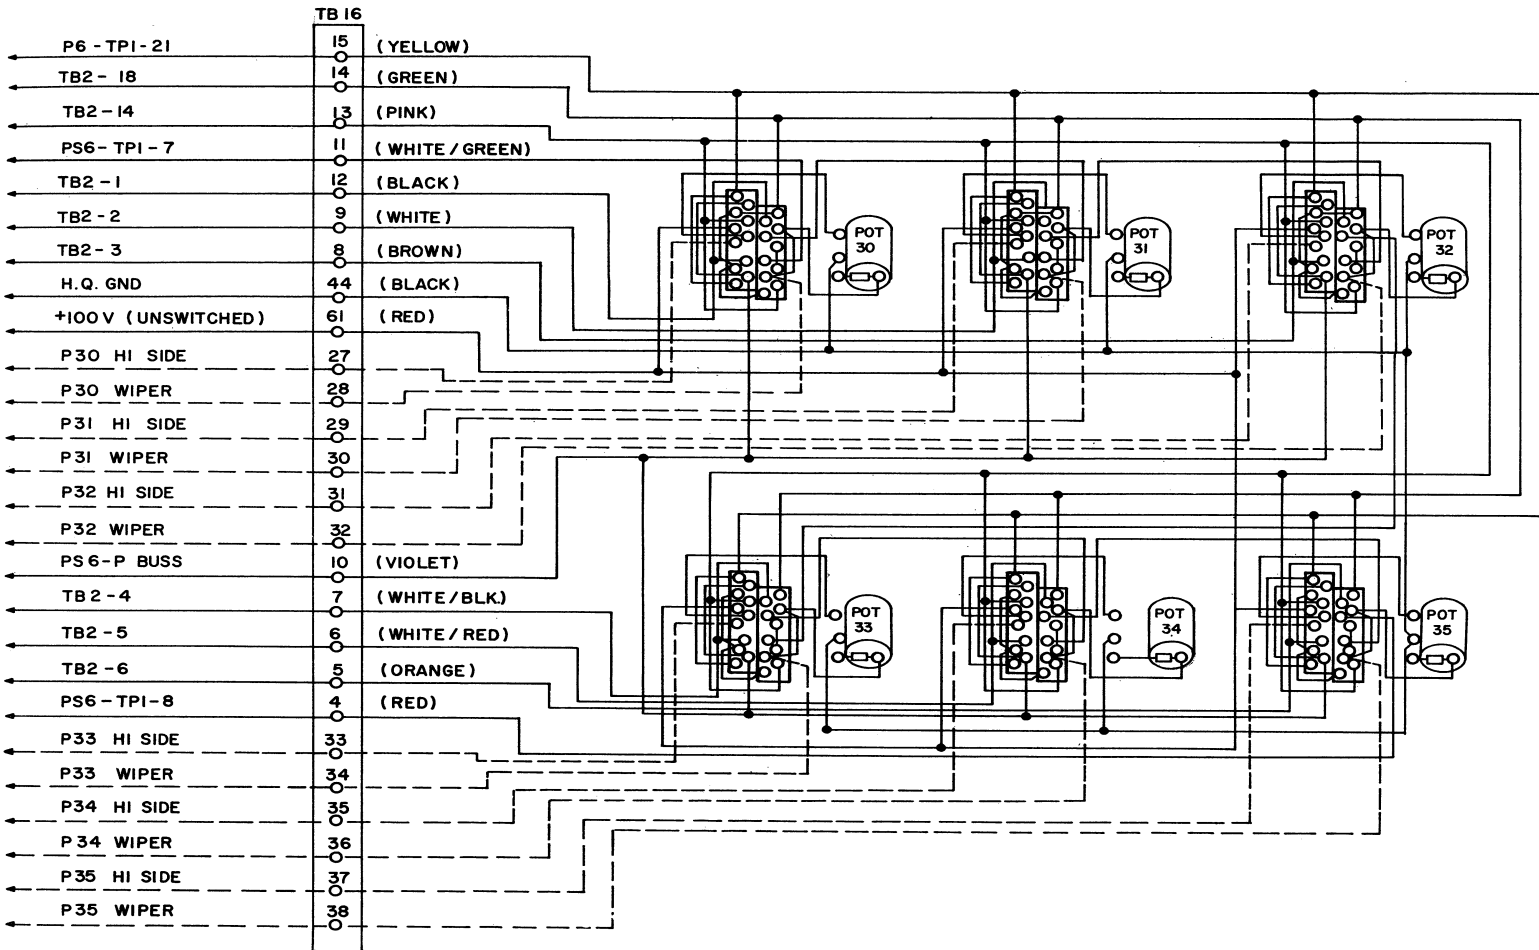 TB 16
P6-TP1-21 15 (YELLOW)
TB2-18 14 (GREEN)
TB2-14 13 (PINK)
PS6-TP1-7 11 (WHITE/GREEN)
TB2-1 12 (BLACK)
TB2-2 9 (WHITE)
TB2-3 8 (BROWN)
H.Q. GND 44 (BLACK)
+100V (UNSWITCHED) 61 (RED)
P30 HI SIDE 27
P30 WIPER 28
P31 HI SIDE 29
P31 WIPER 30
P32 HI SIDE 31
P32 WIPER 32
PS6-P BUSS 10 (VIOLET)
TB2-4 7 (WHITE/BLK.)
TB2-5 6 (WHITE/RED)
TB2-6 5 (ORANGE)
PS6-TP1-8 4 (RED)
P33 HI SIDE 33
P33 WIPER 34
P34 HI SIDE 35
P34 WIPER 36
P35 HI SIDE 37
P35 WIPER 38
POT
30
POT
31
POT
32
POT
33
POT
34
POT
35